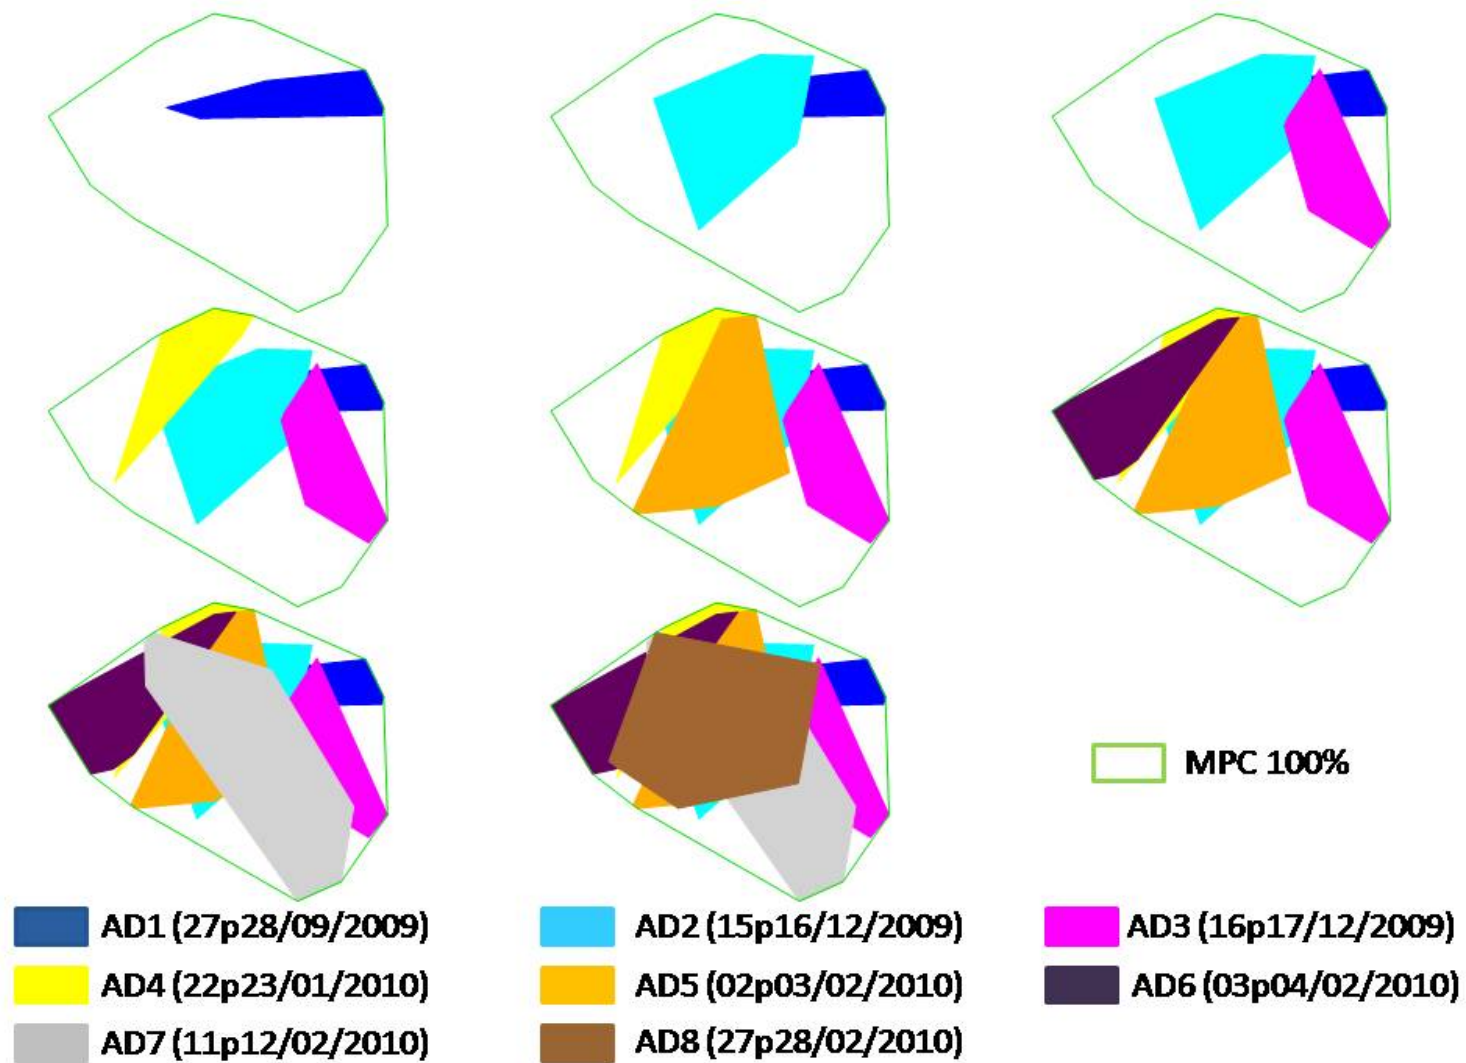 MPC 100%
AD1 (27p28/09/2009)
AD2 (15p16/12/2009)
AD3 (16p17/12/2009)
AD4 (22p23/01/2010)
AD5 (02p03/02/2010)
AD6 (03p04/02/2010)
AD7 (11p12/02/2010)
AD8 (27p28/02/2010)